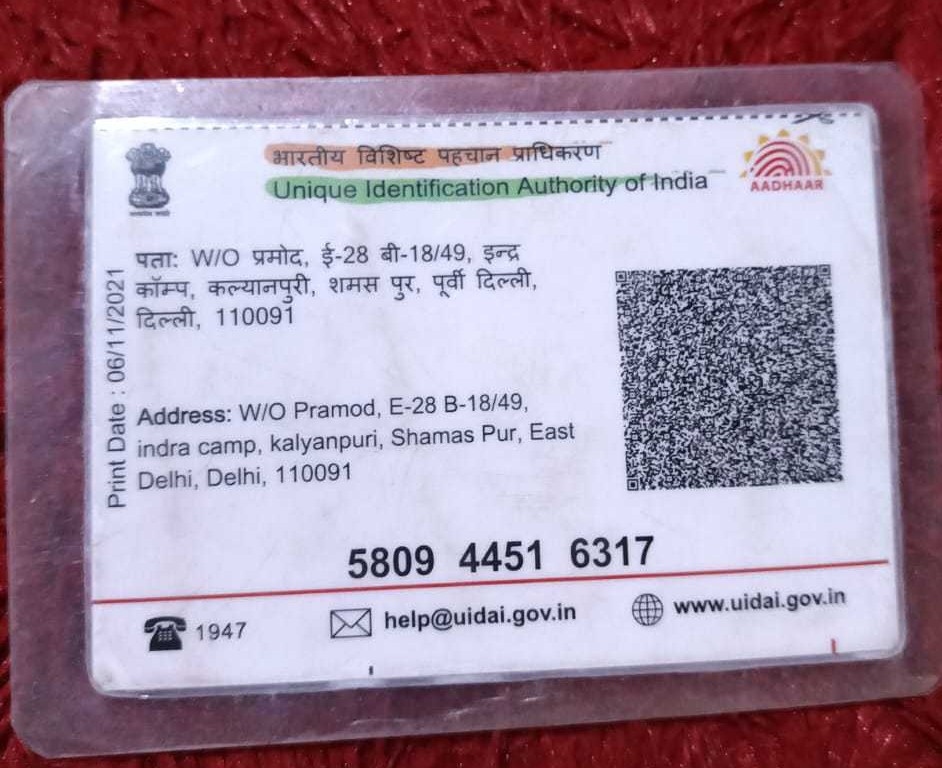 भारतीय विशिष्ट पहचान प्राधिकरण
Unique Identification Authority of India
AADHAAR
पता: W/O प्रमोद, ई-28 बी-18/49, इन्द्र
कॉम्प, कल्यानपुरी, शमस पुर, पूर्वी दिल्ली,
दिल्ली, 110091
Print Date : 06/11/2021
Address: W/O Pramod, E-28 B-18/49,
indra camp, kalyanpuri, Shamas Pur, East
Delhi, Delhi, 110091
5809 4451 6317
1947
help@uidai.gov.in
www.uidai.gov.in